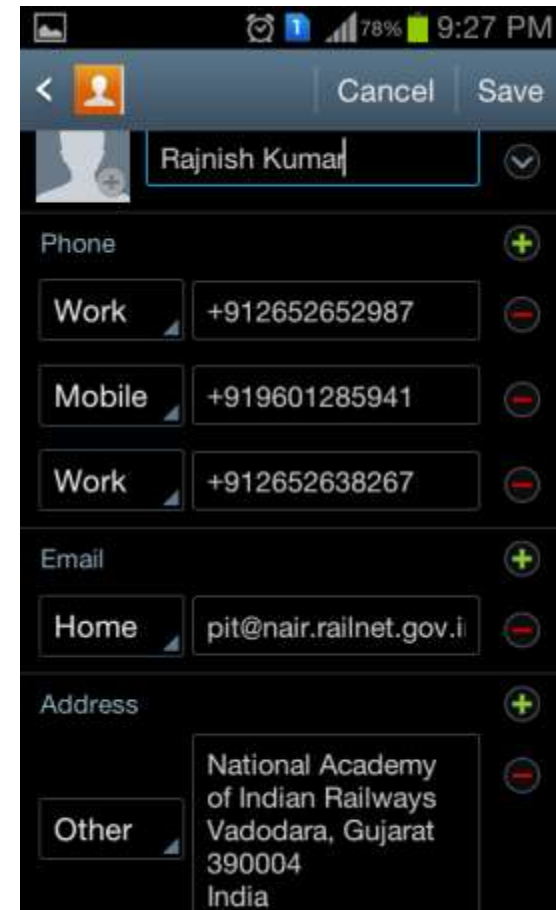 1 78% 9:27 PM
Cancel Save
Rajnish Kumar
Phone
Work +912652652987
Mobile +919601285941
Work +912652638267
Email
Home pit@nair.railnet.gov.i
Address
Other
National Academy
of Indian Railways
Vadodara, Gujarat
390004
India